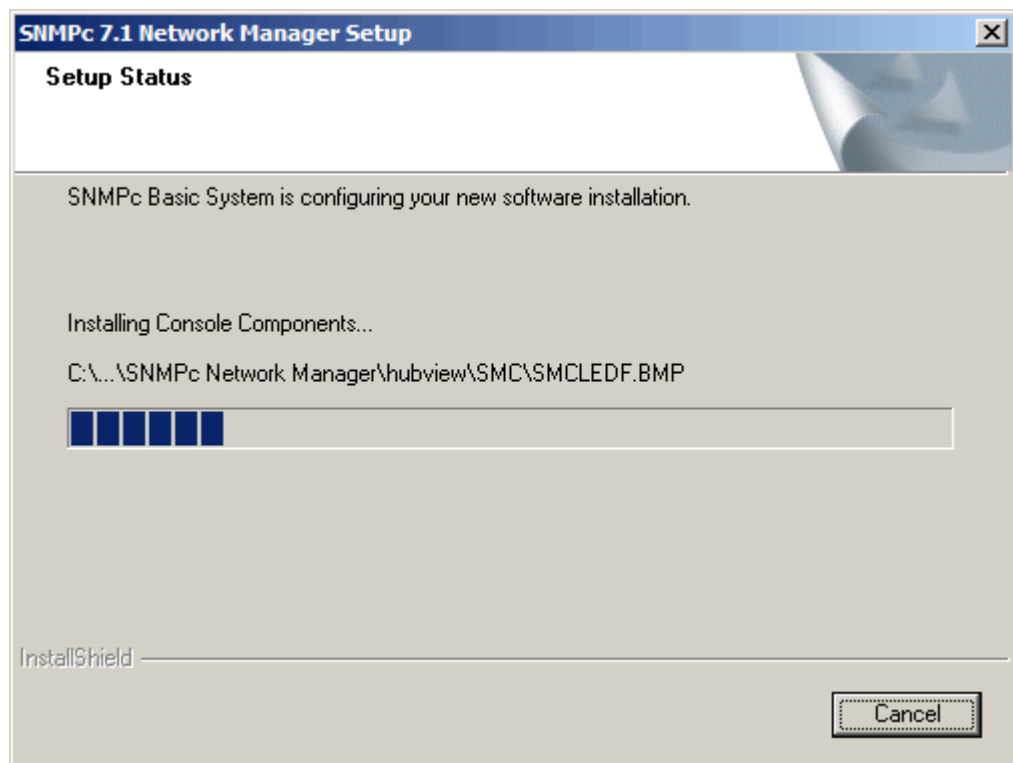 SNMPc 7.1 Network Manager Setup
Setup Status
SNMPc Basic System is configuring your new software installation.
Installing Console Components...
C:\...\SNMPc Network Manager\hubview\SMC\SMCLEDF.BMP
InstallShield
Cancel